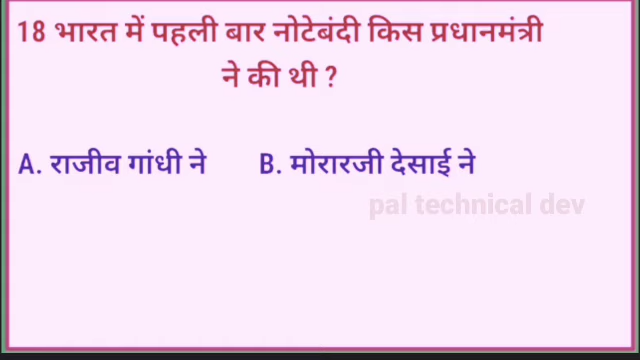 18 भारत में पहली बार नोटेबंदी किस प्रधानमंत्री
ने की थी ?
A. राजीव गांधी ने B. मोरारजी देसाई ने
pal technical dev